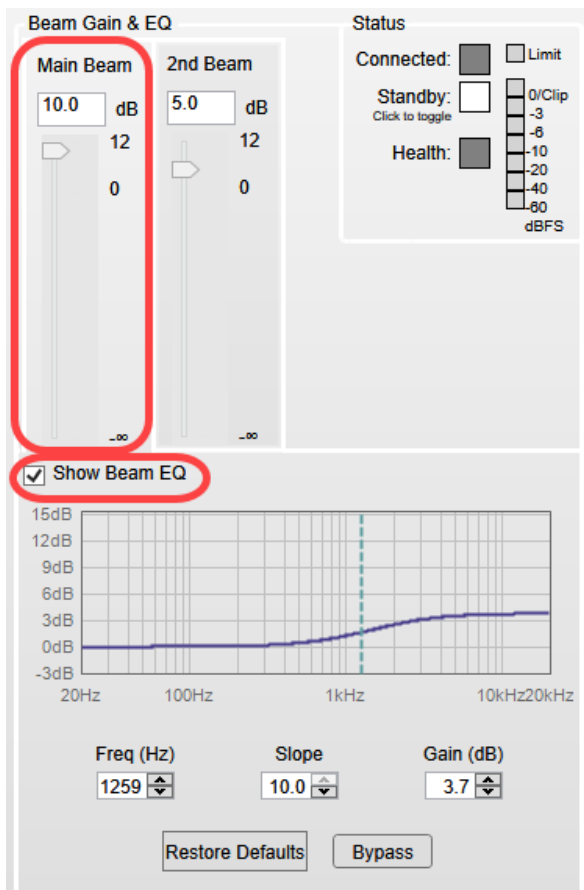 Beam Gain & EQ
Main Beam
10.0 dB
12
0
-∞
2nd Beam
5.0 dB
12
0
-∞
Status
Connected:
Standby:
Click to toggle
Health:
Limit
0/Clip
-3
-6
-10
-20
-40
-60
dBFS
Show Beam EQ
15dB
12dB
9dB
6dB
3dB
0dB
-3dB
20Hz 100Hz 1kHz 10kHz20kHz
Freq (Hz) Slope Gain (dB)
1259 10.0 3.7
Restore Defaults Bypass